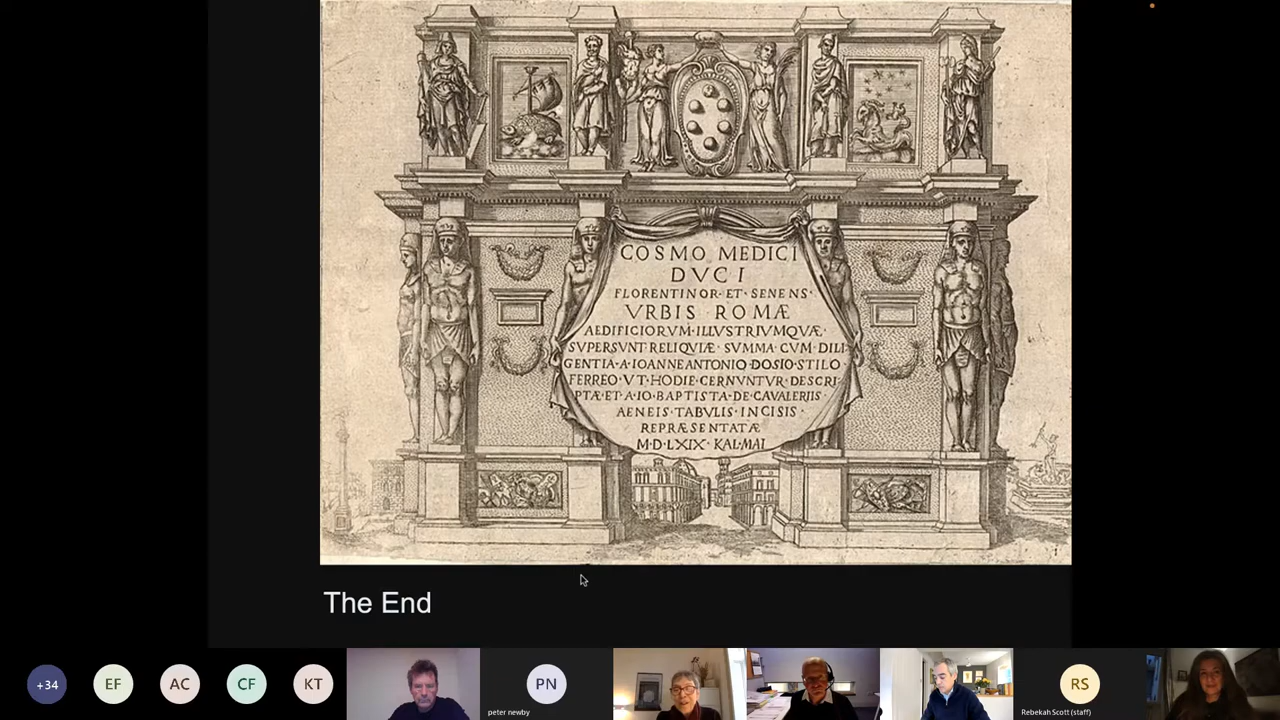 COSMO MEDICI
DVCI
FLORENTINOR·ET·SENENS·
VRBIS ROMÆ
AEDIFICIORVM·ILLVSTRIVMQVÆ·
SVPERSVNT·RELIQVIÆ·SVMMA·CVM·DILI
GENTIA·A·IOANNE ANTONIO·DOSIO·STILO
FERREO·VT·HODIE·CERNVNTVR·DESCRI-
PTÆ·ET·A·IO·BAPTISTA·DE·CAVALERIIS·
AENEIS·TABVLIS·INCISIS·
REPRÆSENTATÆ
M·D·LXIX·KAL·MAI
The End
+34
EF
AC
CF
KT
PN
peter newby
RS
Rebekah Scott (staff)